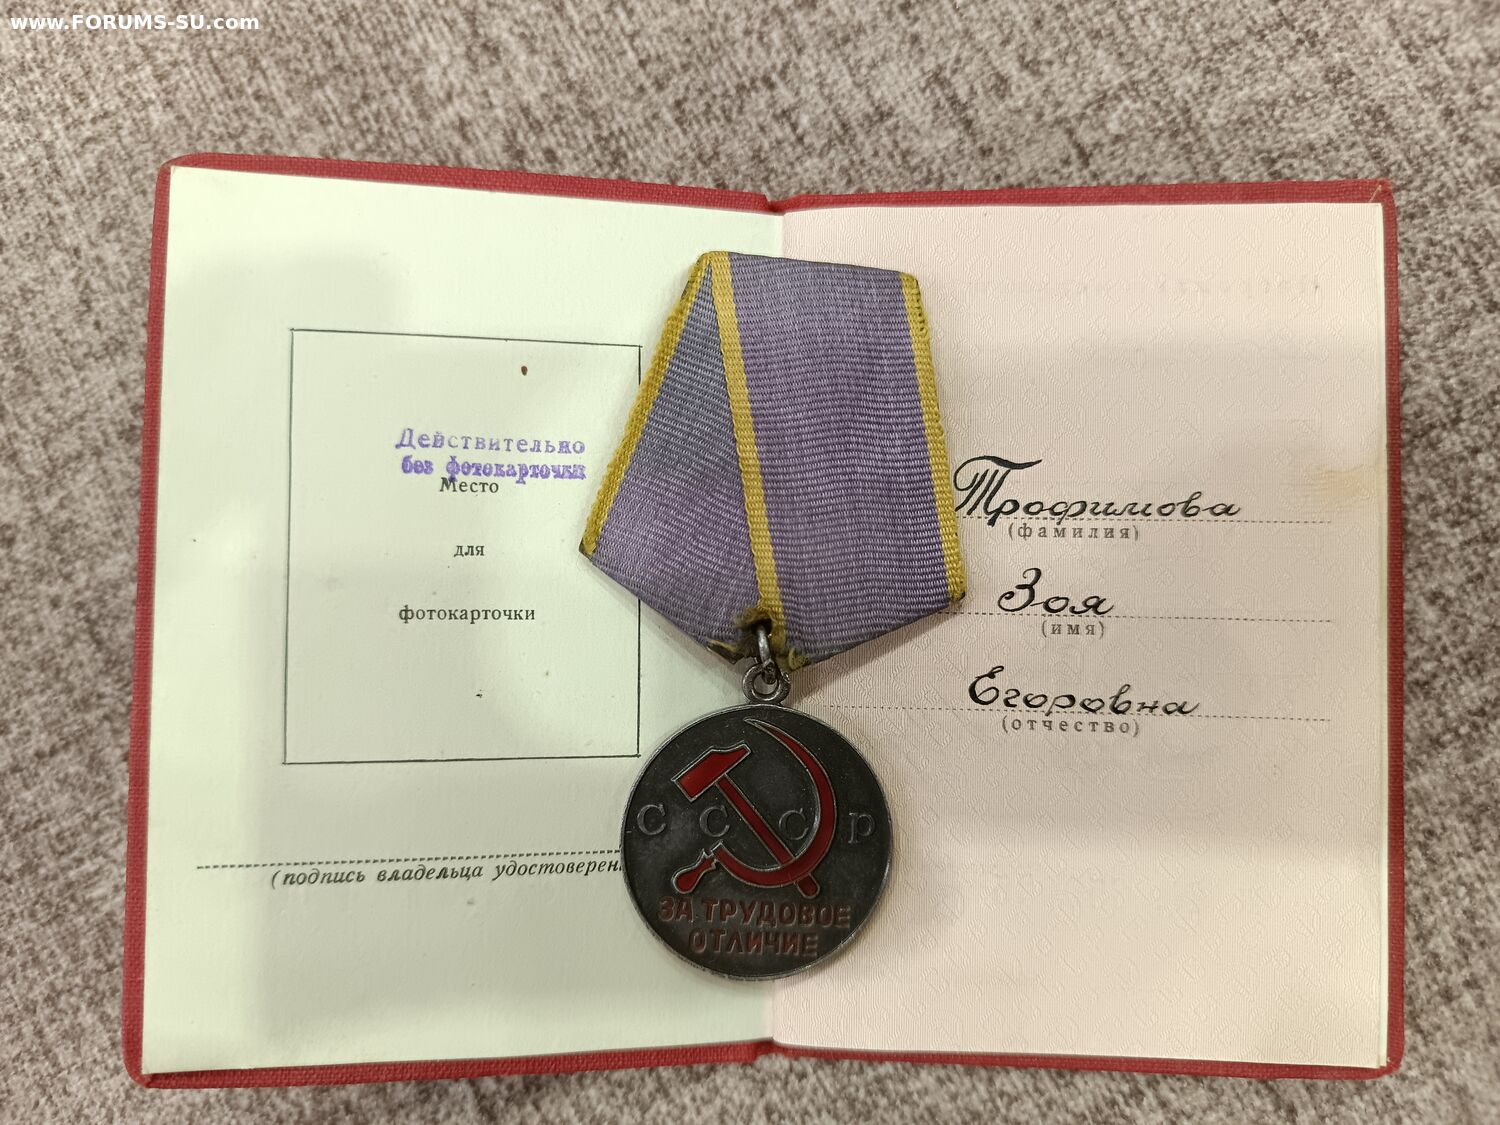 www.FORUMS-SU.com
Действительно
без фотокарточки
Место
для
фотокарточки
(подпись владельца удостоверен
Трофимова
(фамилия)
Зоя
(имя)
Егоровна
(отчество)
СССР
ЗА ТРУДОВОЕ
ОТЛИЧИЕ